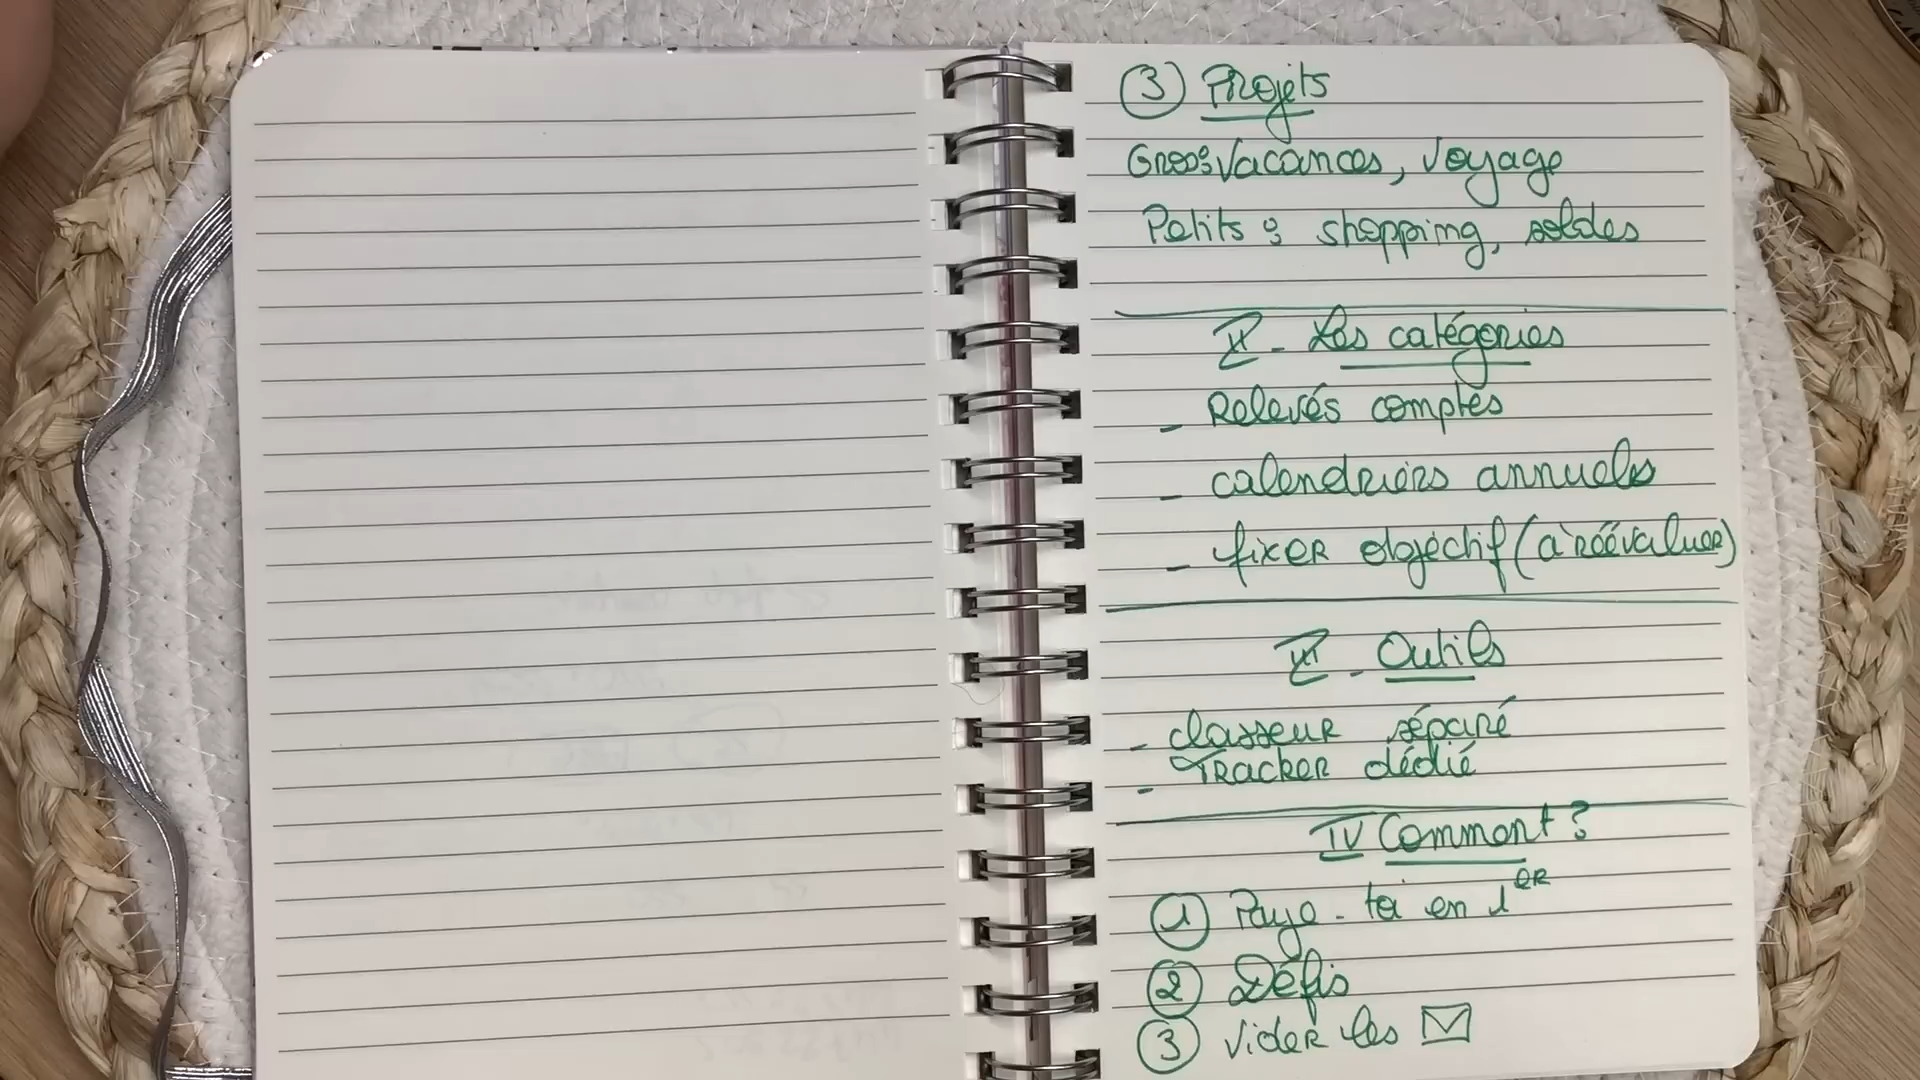 ③ Projets
Gros: Vacances, voyage
Petits : shopping, soldes
II - Les catégories
- Relevés comptes
- calendriers annuels
- fixer objectif (à réévaluer)
III - Outils
- classeur séparé
- Tracker dédié
IV Comment ?
① Paye-toi en 1er
② Défis
③ vider les